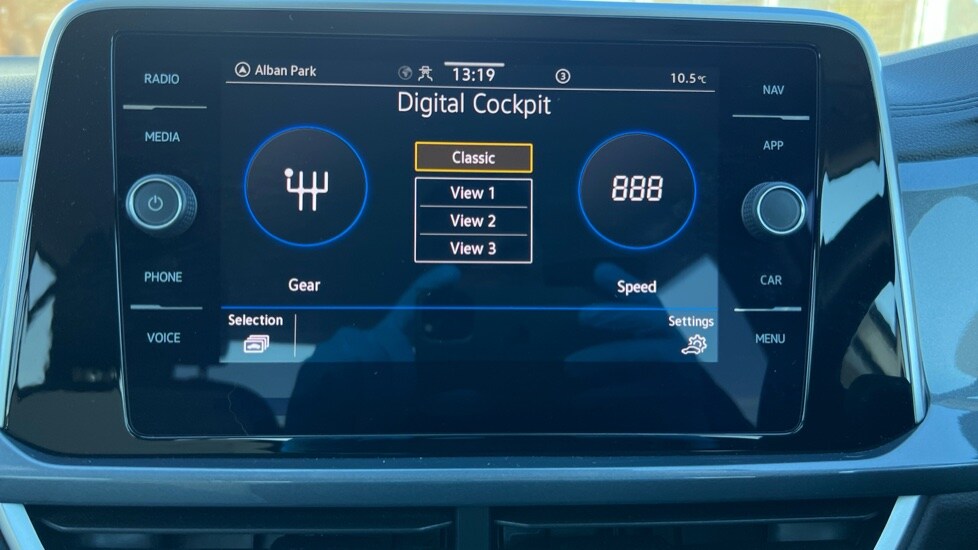 RADIO
MEDIA
PHONE
VOICE
Alban Park 13:19 3 10.5°C
Digital Cockpit
Classic
View 1
View 2
View 3
888
Gear
Speed
Selection
Settings
NAV
APP
CAR
MENU